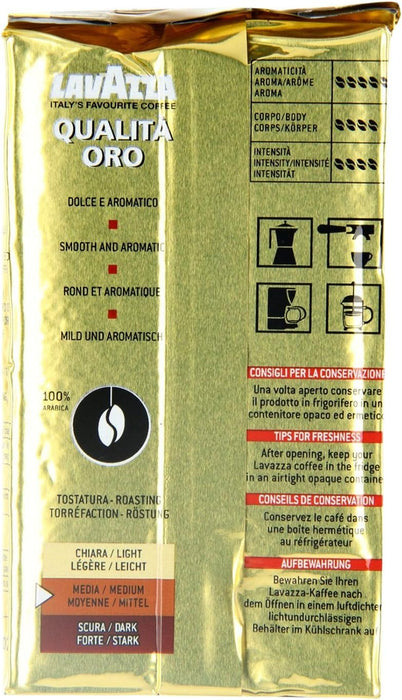 LAVAZZA
ITALY'S FAVOURITE COFFEE
QUALITÀ
ORO
DOLCE E AROMATICO
SMOOTH AND AROMATIC
ROND ET AROMATIQUE
MILD UND AROMATISCH
100%
ARABICA
TOSTATURA - ROASTING
TORRÉFACTION - RÖSTUNG
CHIARA / LIGHT
LÉGÈRE / LEICHT
MEDIA / MEDIUM
MOYENNE / MITTEL
SCURA / DARK
FORTE / STARK
AROMATICITÀ
AROMA/ARÔME
AROMA
CORPO/BODY
CORPS/KÖRPER
INTENSITÀ
INTENSITY/INTENSITÉ
INTENSITÄT
CONSIGLI PER LA CONSERVAZIONE
Una volta aperto conservare
il prodotto in frigorifero in un
contenitore opaco ed ermetico
TIPS FOR FRESHNESS
After opening, keep your
Lavazza coffee in the fridge
in an airtight opaque container
CONSEILS DE CONSERVATION
Conservez le café dans
une boîte hermétique
au réfrigérateur
AUFBEWAHRUNG
Bewahren Sie Ihren
Lavazza-Kaffee nach
dem Öffnen in einem luftdichten
lichtundurchlässigen
Behälter im Kühlschrank auf